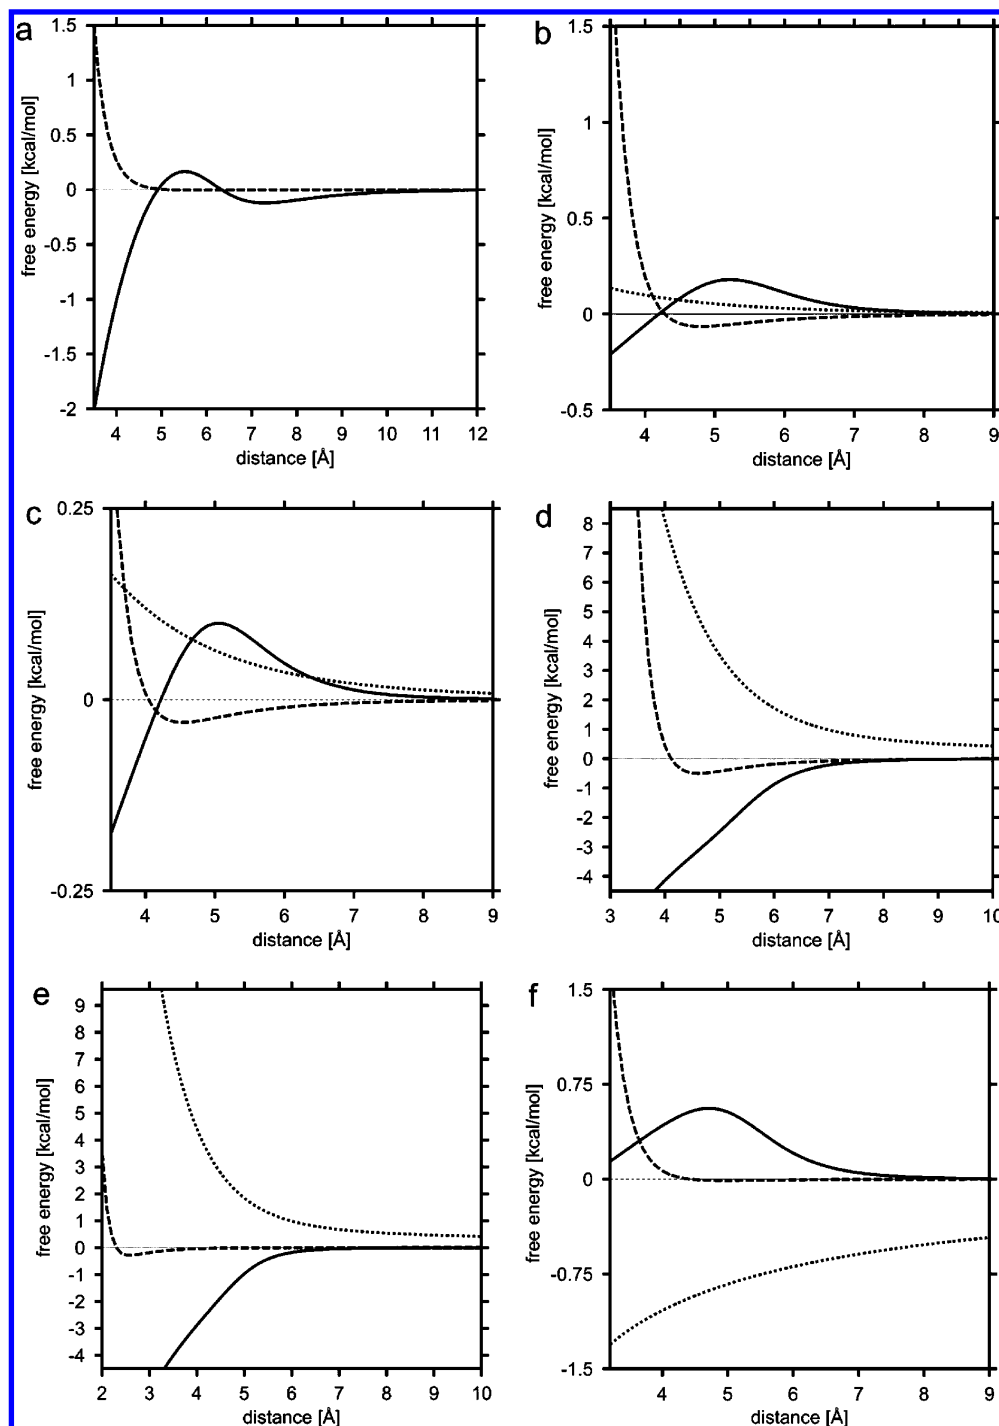 a
1.5
1
0.5
0
-0.5
-1
-1.5
-2
free energy [kcal/mol]
4 5 6 7 8 9 10 11 12
distance [Å]
b
1.5
1
0.5
0
-0.5
free energy [kcal/mol]
4 5 6 7 8 9
distance [Å]
c
0.25
0
-0.25
free energy [kcal/mol]
4 5 6 7 8 9
distance [Å]
d
8
7
6
5
4
3
2
1
0
-1
-2
-3
-4
free energy [kcal/mol]
3 4 5 6 7 8 9 10
distance [Å]
e
9
8
7
6
5
4
3
2
1
0
-1
-2
-3
-4
free energy [kcal/mol]
2 3 4 5 6 7 8 9 10
distance [Å]
f
1.5
0.75
0
-0.75
-1.5
free energy [kcal/mol]
4 5 6 7 8 9
distance [Å]